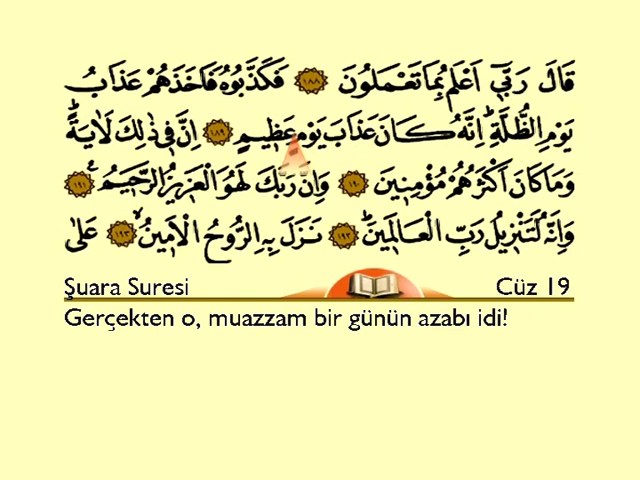 قَالَ رَبّ۪ٓي اَعْلَمُ بِمَا تَعْمَلُونَ ﴿١٨٨﴾ فَكَذَّبُوهُ فَاَخَذَهُمْ عَذَابُ
يَوْمِ الظُّلَّةِۜ اِنَّهُ كَانَ عَذَابَ يَوْمٍ عَظ۪يمٍ ﴿١٨٩﴾ اِنَّ ف۪ي ذٰلِكَ لَاٰيَةًۜ
وَمَا كَانَ اَكْثَرُهُمْ مُؤْمِن۪ينَ ﴿١٩٠﴾ وَاِنَّ رَبَّكَ لَهُوَ الْعَز۪يزُ الرَّح۪يمُ۟ ﴿١٩١﴾
وَاِنَّهُ لَتَنْز۪يلُ رَبِّ الْعَالَم۪ينَۜ ﴿١٩٢﴾ نَزَلَ بِهِ الرُّوحُ الْاَم۪ينُۙ ﴿١٩٣﴾ عَلٰى
Şuara Suresi Cüz 19
Gerçekten o, muazzam bir günün azabı idi!